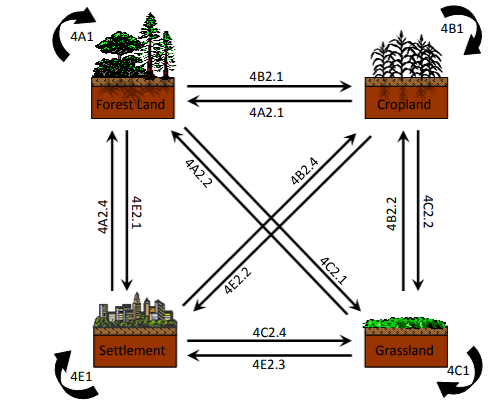 4A1
4B1
4B2.1
Forest Land
Cropland
4A2.1
4A2.2
4B2.4
4A2.4
4E2.1
4B2.2
4C2.2
4E2.2
4C2.1
4C2.4
Settlement
Grassland
4E2.3
4E1
4C1